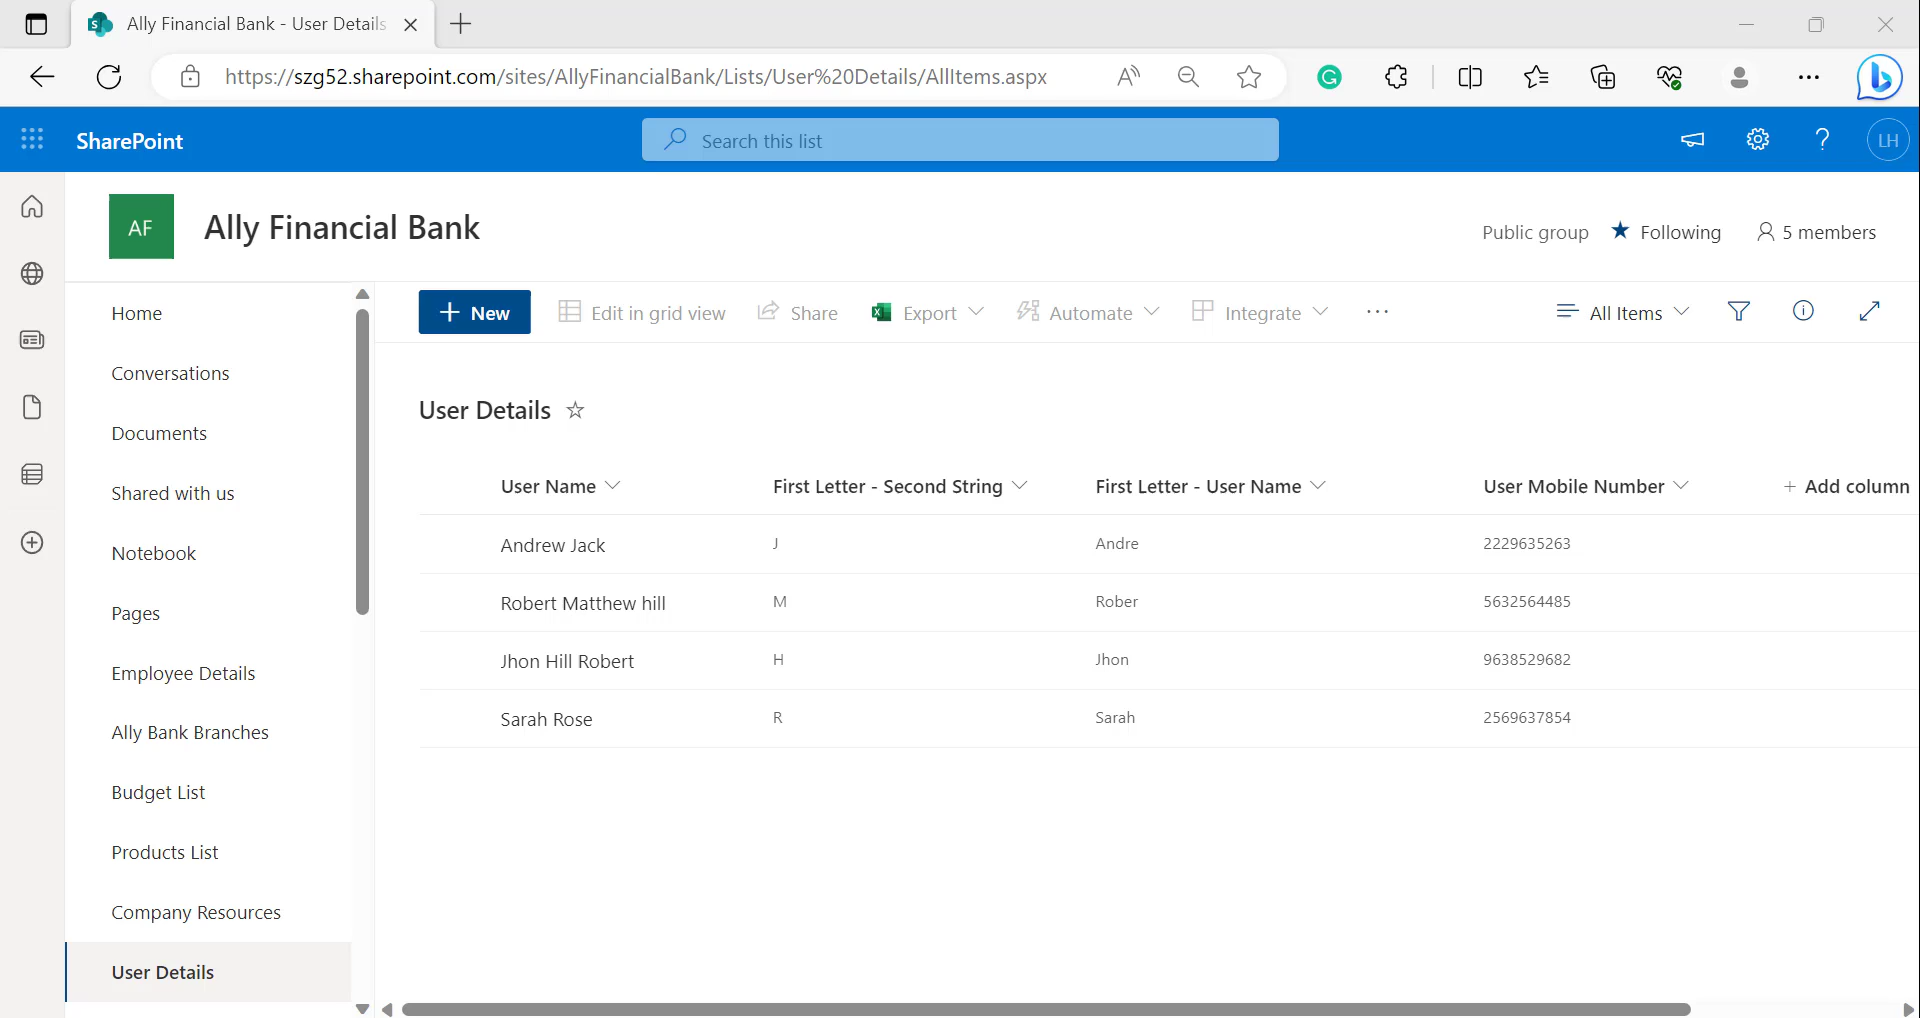 Ally Financial Bank - User Details
https://szg52.sharepoint.com/sites/AllyFinancialBank/Lists/User%20Details/AllItems.aspx
SharePoint
Search this list
LH
AF
Ally Financial Bank
Public group
Following
5 members
Home
Conversations
Documents
Shared with us
Notebook
Pages
Employee Details
Ally Bank Branches
Budget List
Products List
Company Resources
User Details
+ New
Edit in grid view
Share
Export
Automate
Integrate
...
All Items
User Details
User Name First Letter - Second String First Letter - User Name User Mobile Number + Add column
Andrew Jack J Andre 2229635263
Robert Matthew hill M Rober 5632564485
Jhon Hill Robert H Jhon 9638529682
Sarah Rose R Sarah 2569637854